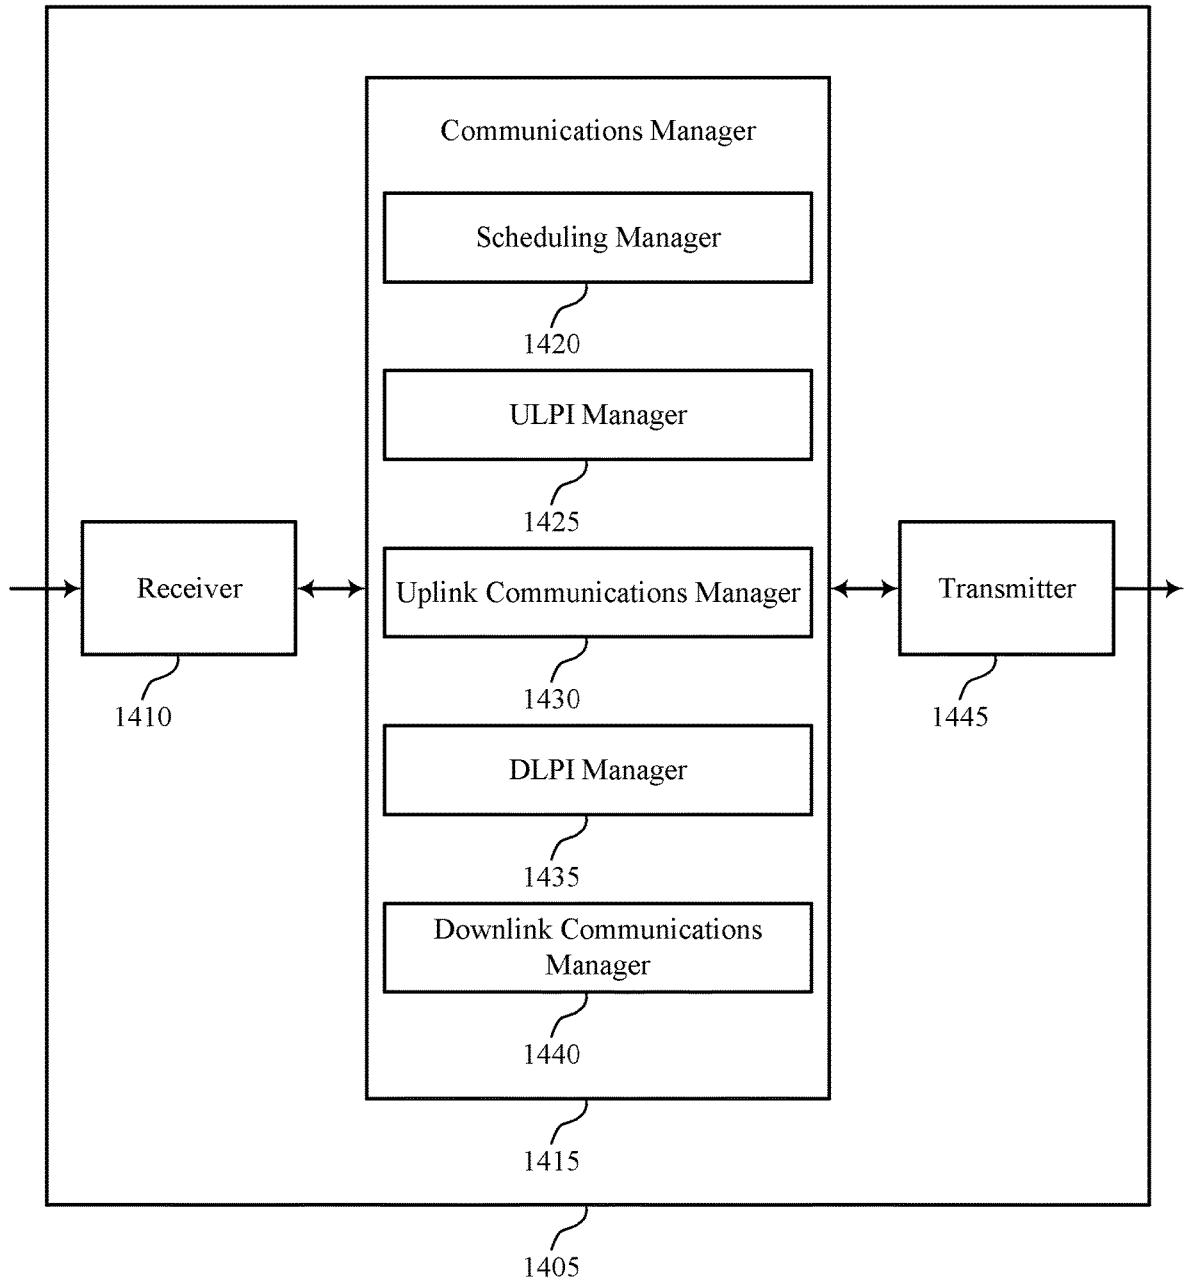 Communications Manager
Scheduling Manager
1420
ULPI Manager
1425
Receiver
1410
Uplink Communications Manager
1430
Transmitter
1445
DLPI Manager
1435
Downlink Communications
Manager
1440
1415
1405